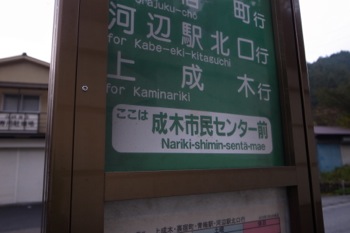 町行
河辺駅北口行
for Kabe-eki-kitaguchi
上成木行
for Kaminariki
ここは 成木市民センター前
Nariki-shimin-sentā-mae